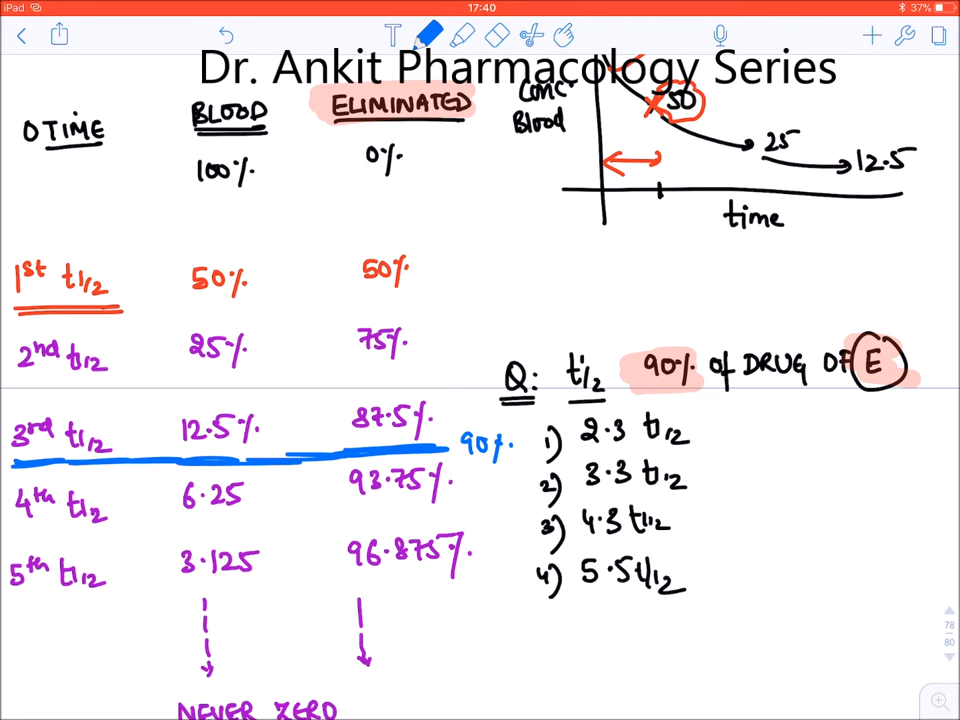 iPad
17:40
37%
T
Dr. Ankit Pharmacology Series
0 TIME
BLOOD
ELIMINATED
100%
0%
Conc
Blood
50
25
12.5
time
1st t1/2
50%
50%
2nd t1/2
25%
75%
3rd t1/2
12.5%
87.5%
90%
4th t1/2
6.25
93.75%
5th t1/2
3.125
96.875%
NEVER ZERO
Q: t1/2 90% of DRUG OF E
1) 2.3 t1/2
2) 3.3 t1/2
3) 4.3 t1/2
4) 5.5 t1/2
78
80